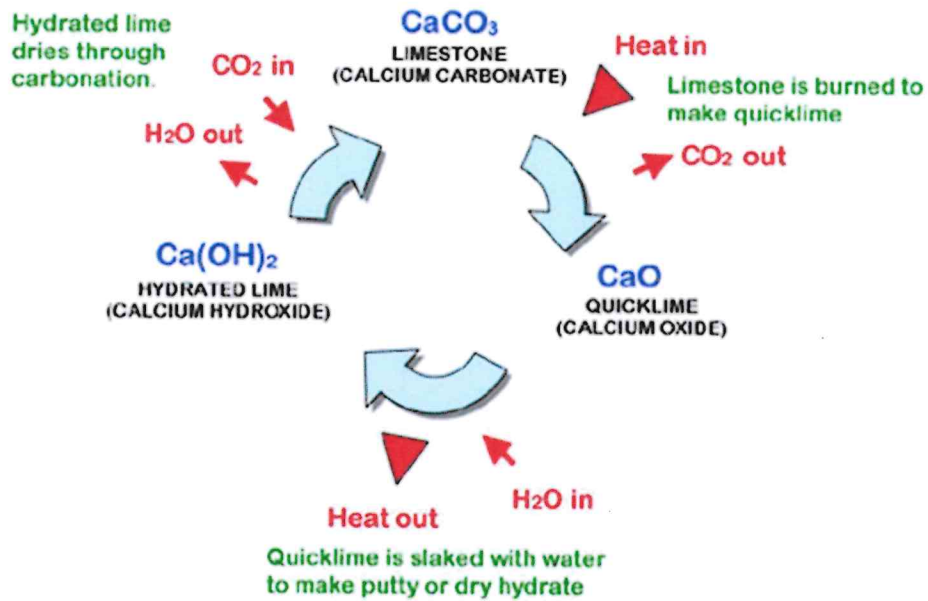 Hydrated lime
dries through
carbonation.
CO₂ in
H₂O out
CaCO₃
LIMESTONE
(CALCIUM CARBONATE)
Heat in
Limestone is burned to
make quicklime
CO₂ out
Ca(OH)₂
HYDRATED LIME
(CALCIUM HYDROXIDE)
CaO
QUICKLIME
(CALCIUM OXIDE)
Heat out
H₂O in
Quicklime is slaked with water
to make putty or dry hydrate